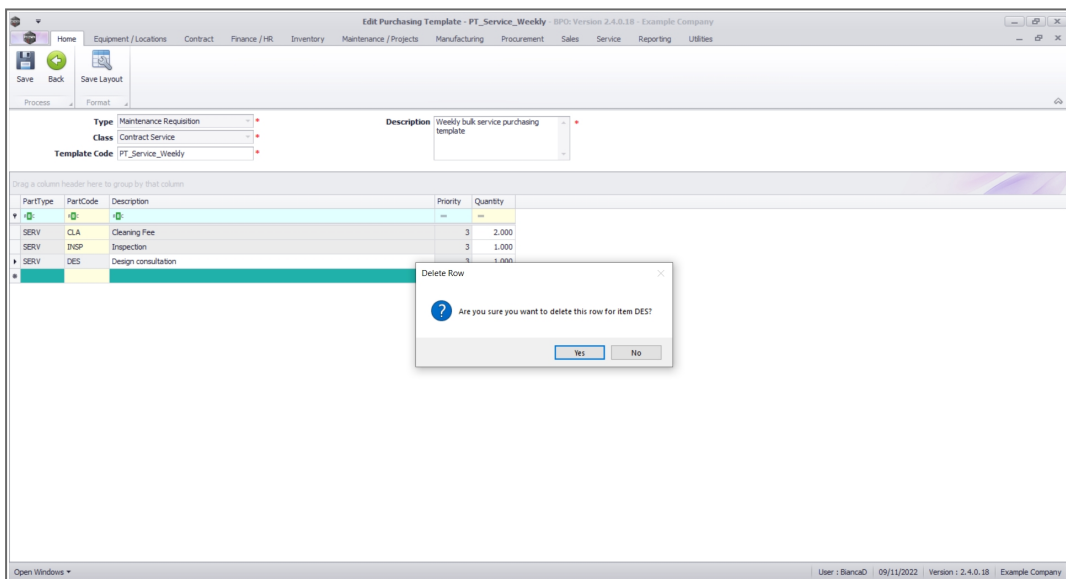 Edit Purchasing Template - PT_Service_Weekly - BPO: Version 2.4.0.18 - Example Company
Home Equipment / Locations Contract Finance / HR Inventory Maintenance / Projects Manufacturing Procurement Sales Service Reporting Utilities
Save Back Save Layout
Process Format
Type Maintenance Requisition * Description Weekly bulk service purchasing *
template
Class Contract Service *
Template Code PT_Service_Weekly *
Drag a column header here to group by that column
PartType PartCode Description Priority Quantity
SERV CLA Cleaning Fee 3 2.000
SERV INSP Inspection 3 1.000
SERV DES Design consultation 3 1.000
Delete Row
Are you sure you want to delete this row for item DES?
Yes No
Open Windows User : BiancaD 09/11/2022 Version : 2.4.0.18 Example Company